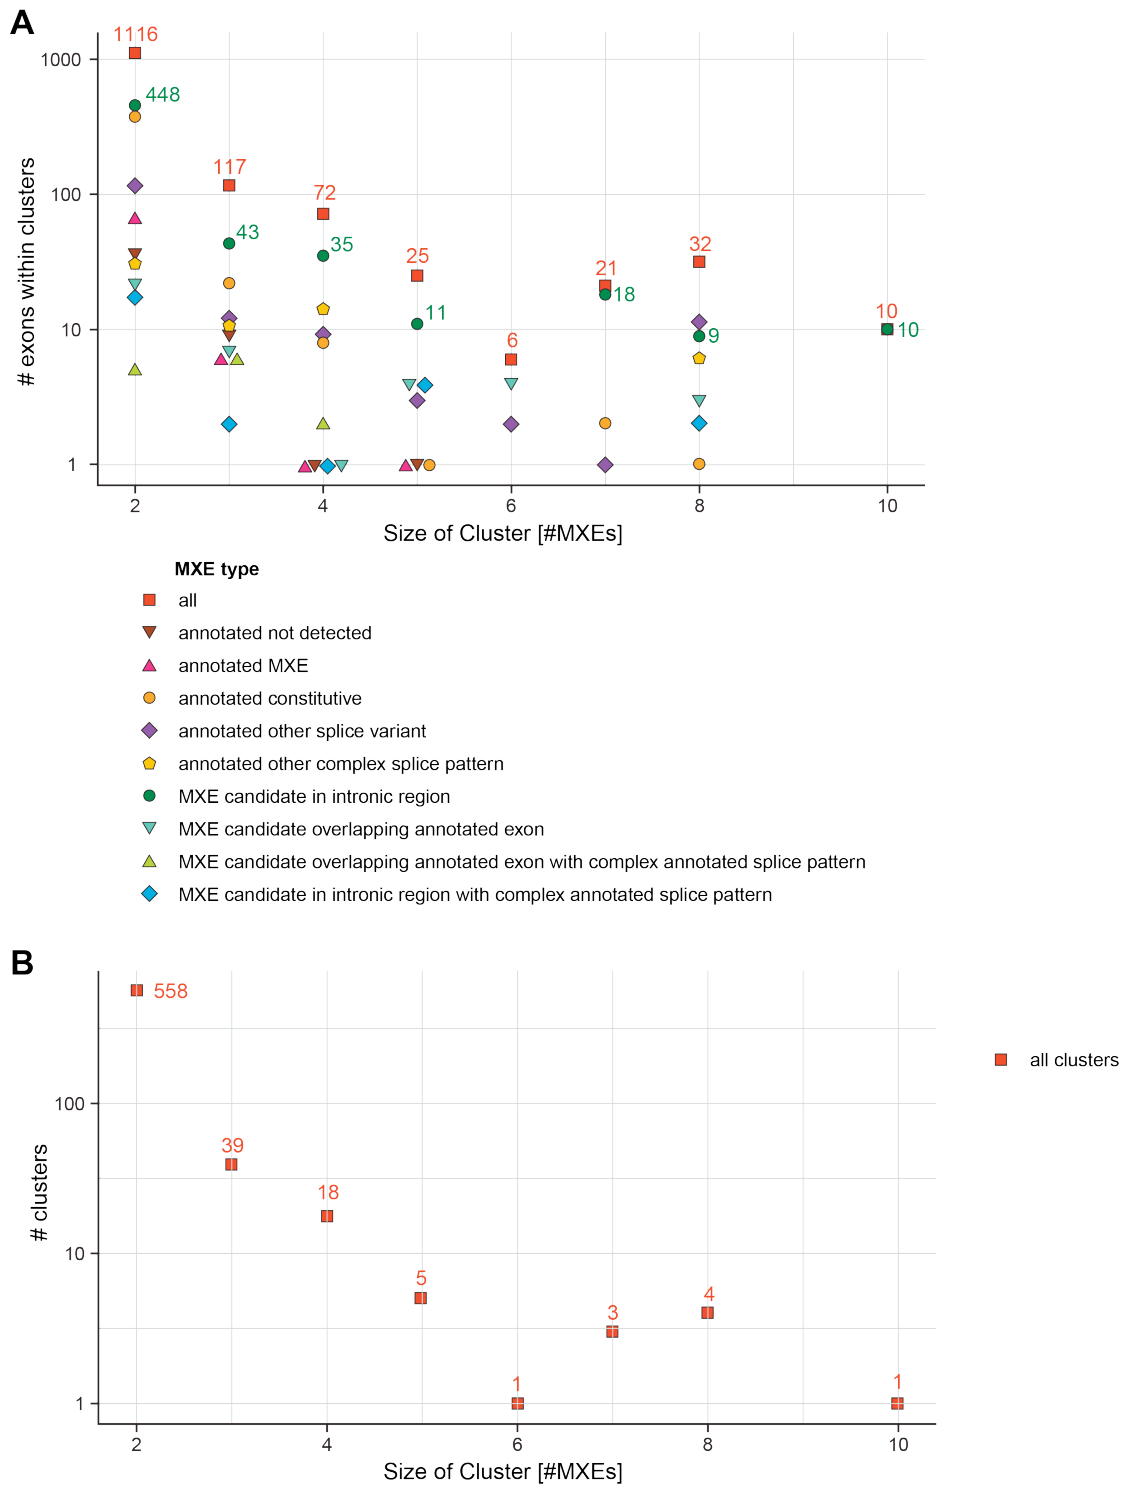 A
1116
1000
448
# exons within clusters
117
100
72
43
35
32
25
21
18
11
10
10
10
9
6
1
2
4
6
8
10
Size of Cluster [#MXEs]
MXE type
all
annotated not detected
annotated MXE
annotated constitutive
annotated other splice variant
annotated other complex splice pattern
MXE candidate in intronic region
MXE candidate overlapping annotated exon
MXE candidate overlapping annotated exon with complex annotated splice pattern
MXE candidate in intronic region with complex annotated splice pattern
B
558
all clusters
# clusters
100
39
18
10
5
4
3
1
1
1
2
4
6
8
10
Size of Cluster [#MXEs]